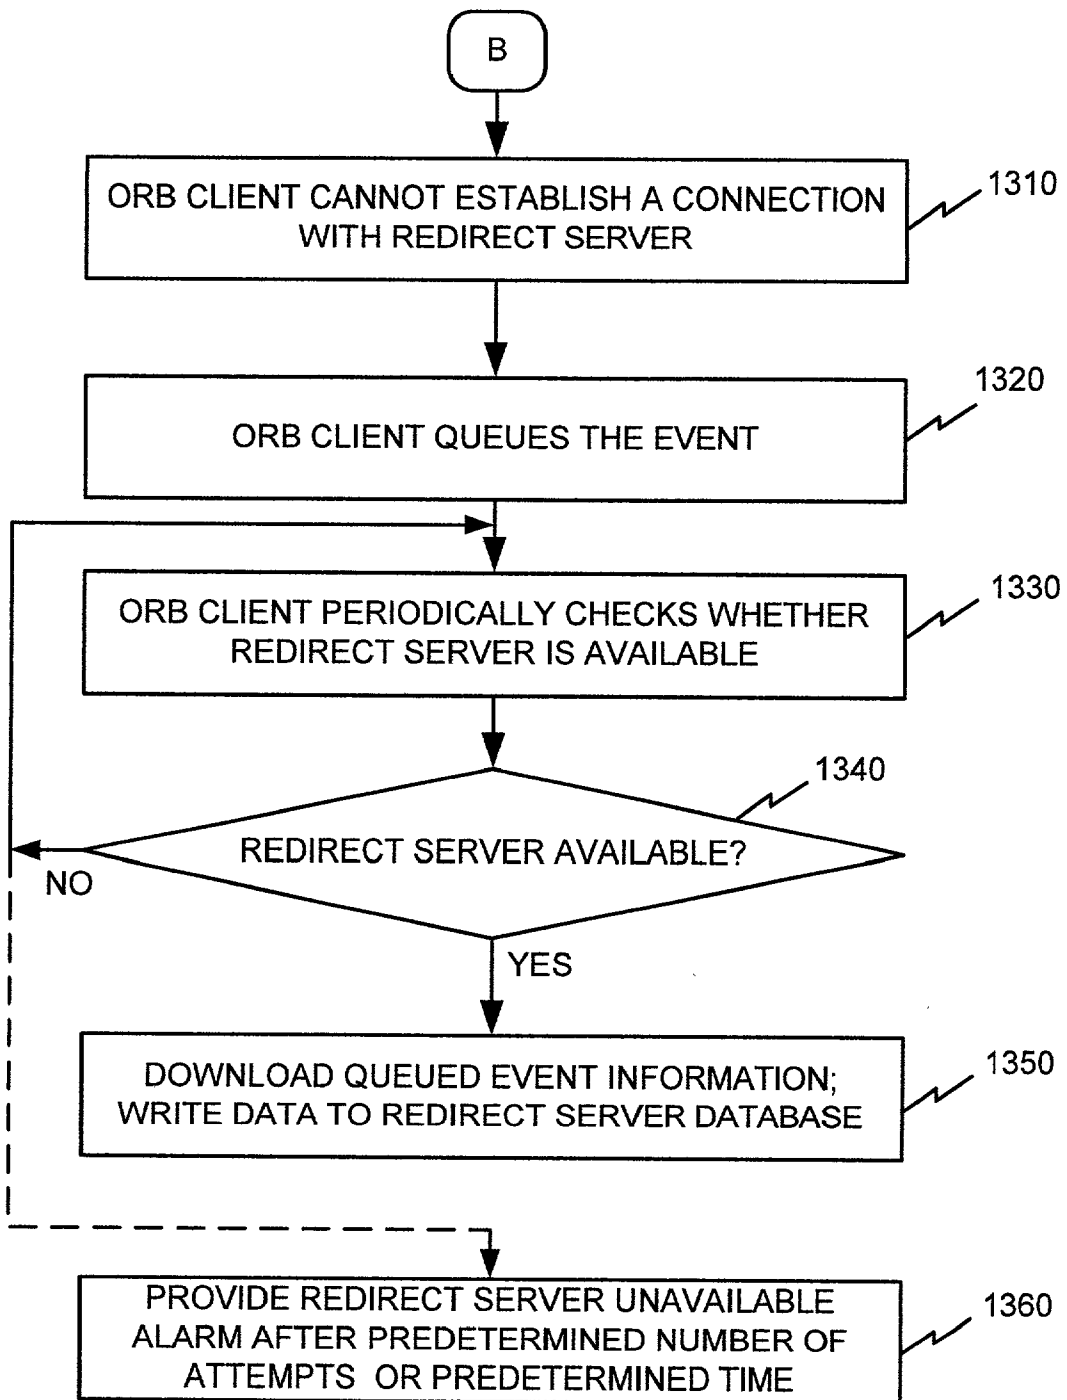 B
ORB CLIENT CANNOT ESTABLISH A CONNECTION
WITH REDIRECT SERVER
1310
ORB CLIENT QUEUES THE EVENT
1320
ORB CLIENT PERIODICALLY CHECKS WHETHER
REDIRECT SERVER IS AVAILABLE
1330
1340
REDIRECT SERVER AVAILABLE?
NO
YES
DOWNLOAD QUEUED EVENT INFORMATION;
WRITE DATA TO REDIRECT SERVER DATABASE
1350
PROVIDE REDIRECT SERVER UNAVAILABLE
ALARM AFTER PREDETERMINED NUMBER OF
ATTEMPTS OR PREDETERMINED TIME
1360